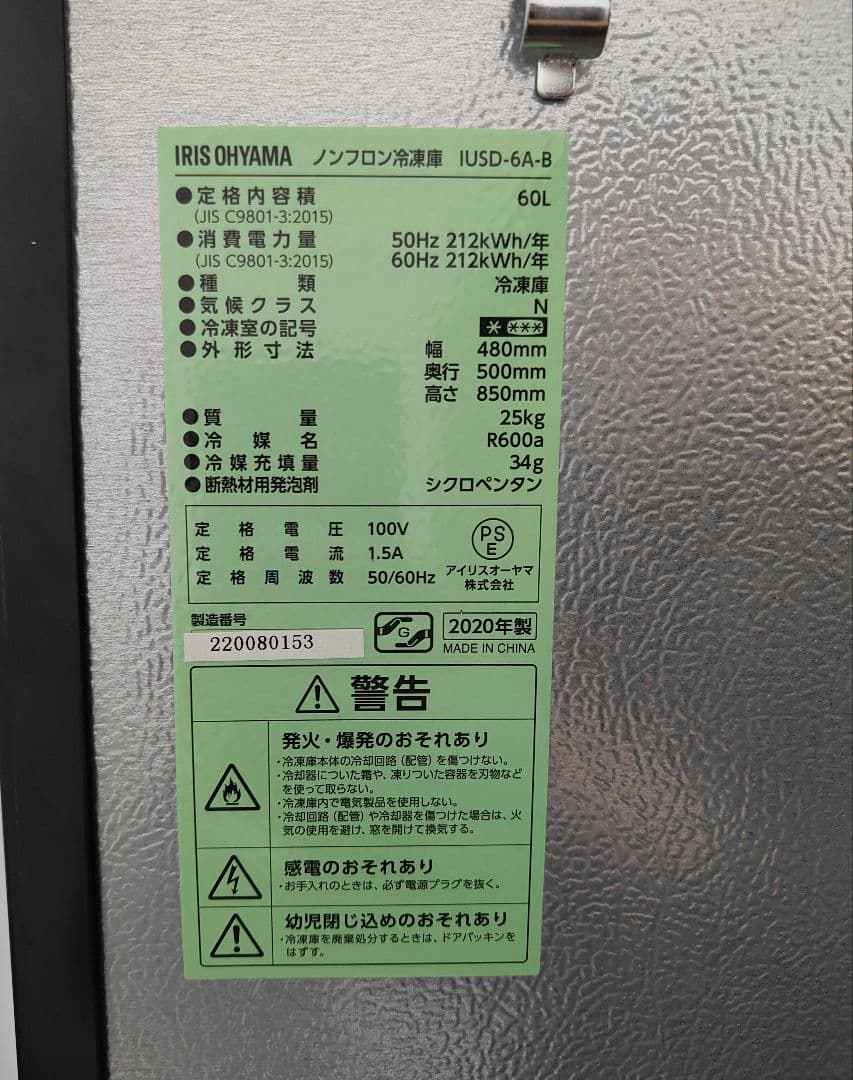 IRIS OHYAMA ノンフロン冷凍庫 IUSD-6A-B
●定格内容積 60L
(JIS C9801-3:2015)
●消費電力量 50Hz 212kWh/年
(JIS C9801-3:2015) 60Hz 212kWh/年
●種類 冷凍庫
●気候クラス N
●冷凍室の記号 * ***
●外形寸法 幅 480mm
奥行 500mm
高さ 850mm
●質量 25kg
●冷媒名 R600a
●冷媒充填量 34g
●断熱材用発泡剤 シクロペンタン
定格電圧 100V
定格電流 1.5A
定格周波数 50/60Hz
PS
E
アイリスオーヤマ
株式会社
製造番号
220080153
G
2020年製
MADE IN CHINA
警告
発火・爆発のおそれあり
・冷凍庫本体の冷却回路(配管)を傷つけない。
・冷却器についた霜や、凍りついた容器を刃物など
を使って取らない。
・冷凍庫内で電気製品を使用しない。
・冷却回路(配管)や冷却器を傷つけた場合は、火
気の使用を避け、窓を開けて換気する。
感電のおそれあり
・お手入れのときは、必ず電源プラグを抜く。
幼児閉じ込めのおそれあり
・冷凍庫を廃棄処分するときは、ドアパッキンを
はずす。